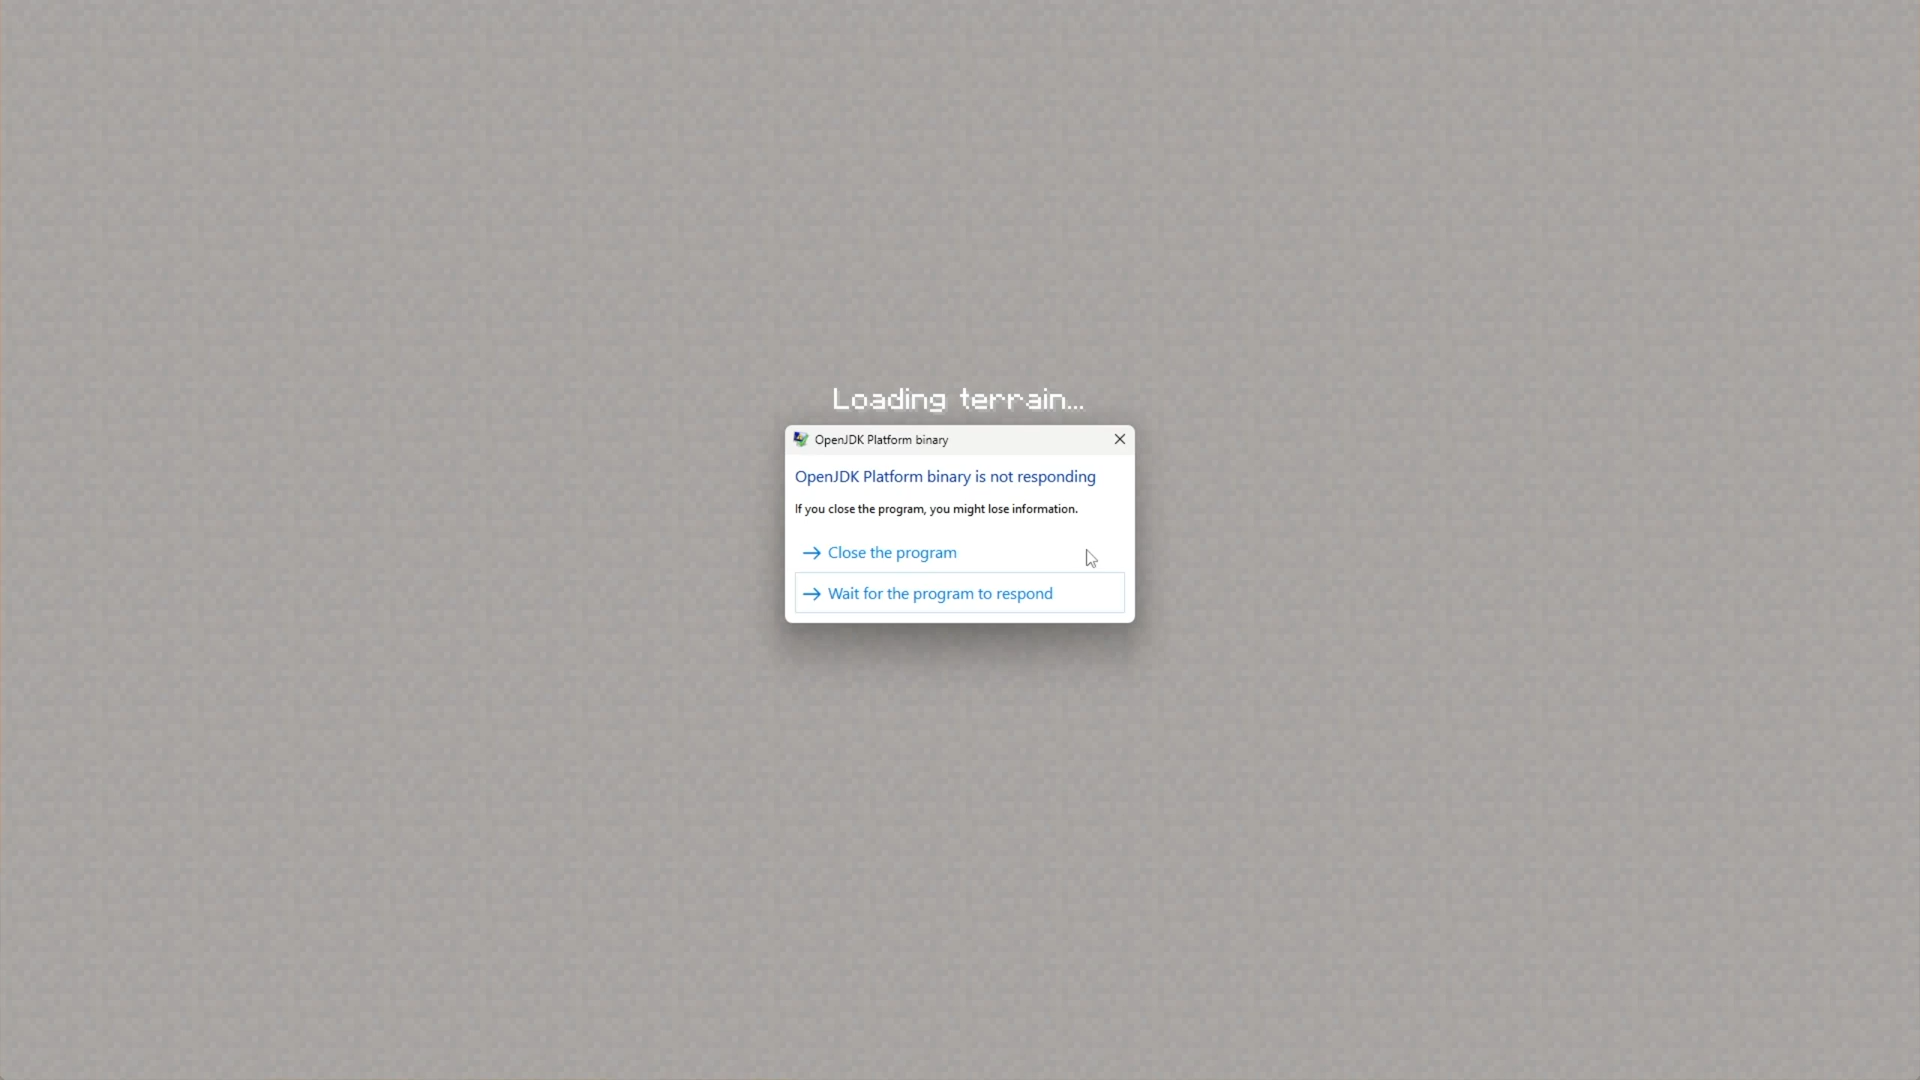 Loading terrain...
OpenJDK Platform binary
OpenJDK Platform binary is not responding
If you close the program, you might lose information.
Close the program
Wait for the program to respond